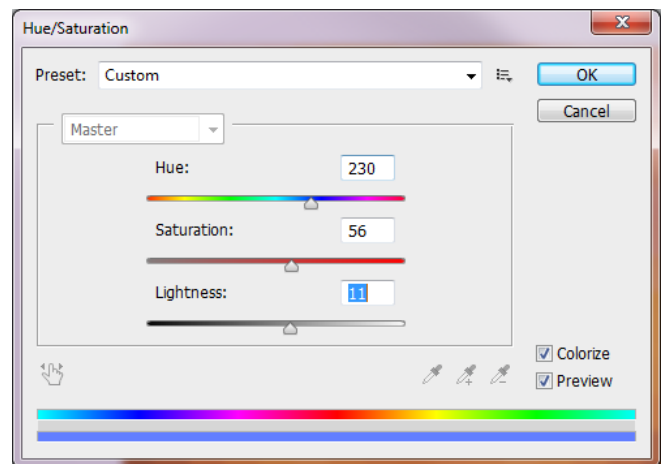 Hue/Saturation
Preset: Custom
OK
Cancel
Master
Hue: 230
Saturation: 56
Lightness: 11
Colorize
Preview